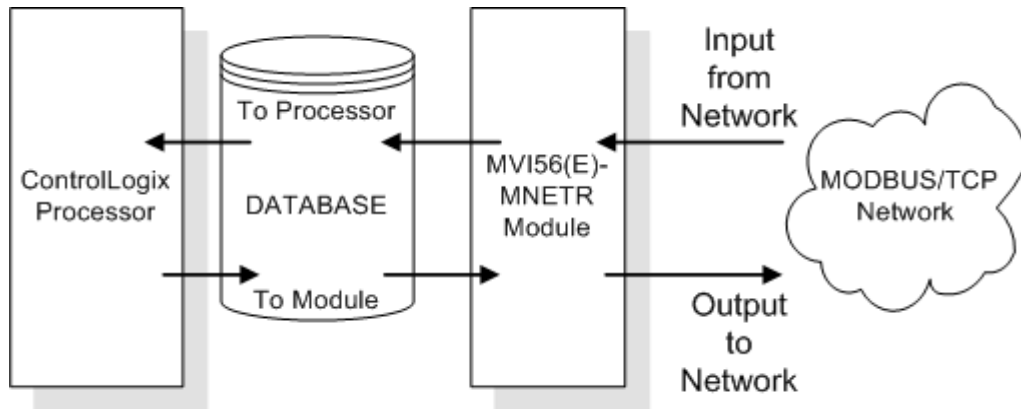 ControlLogix
Processor
To Processor
DATABASE
To Module
MVI56(E)-
MNETR
Module
Input
from
Network
Output
to
Network
MODBUS/TCP
Network